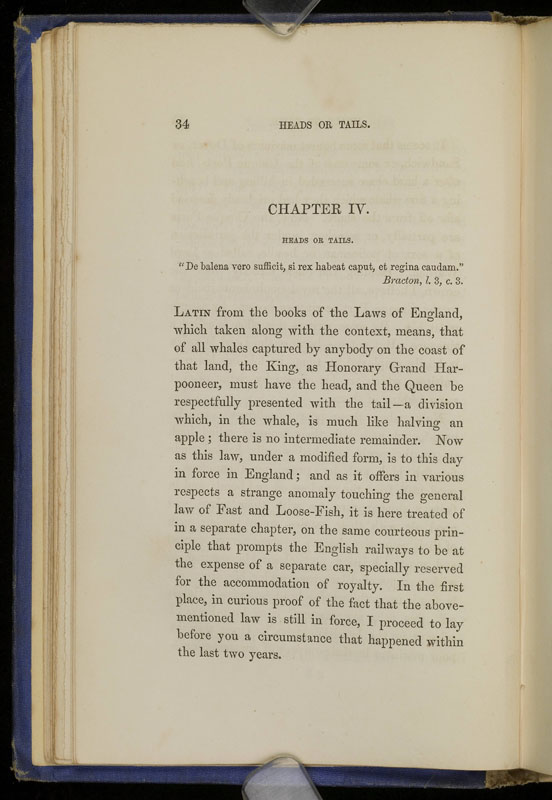 34 HEADS OR TAILS.
CHAPTER IV.
HEADS OR TAILS.
"De balena vero sufficit, si rex habeat caput, et regina caudam."
Bracton, l. 3, c. 3.
LATIN from the books of the Laws of England,
which taken along with the context, means, that
of all whales captured by anybody on the coast of
that land, the King, as Honorary Grand Har-
pooneer, must have the head, and the Queen be
respectfully presented with the tail—a division
which, in the whale, is much like halving an
apple; there is no intermediate remainder. Now
as this law, under a modified form, is to this day
in force in England; and as it offers in various
respects a strange anomaly touching the general
law of Fast and Loose-Fish, it is here treated of
in a separate chapter, on the same courteous prin-
ciple that prompts the English railways to be at
the expense of a separate car, specially reserved
for the accommodation of royalty. In the first
place, in curious proof of the fact that the above-
mentioned law is still in force, I proceed to lay
before you a circumstance that happened within
the last two years.